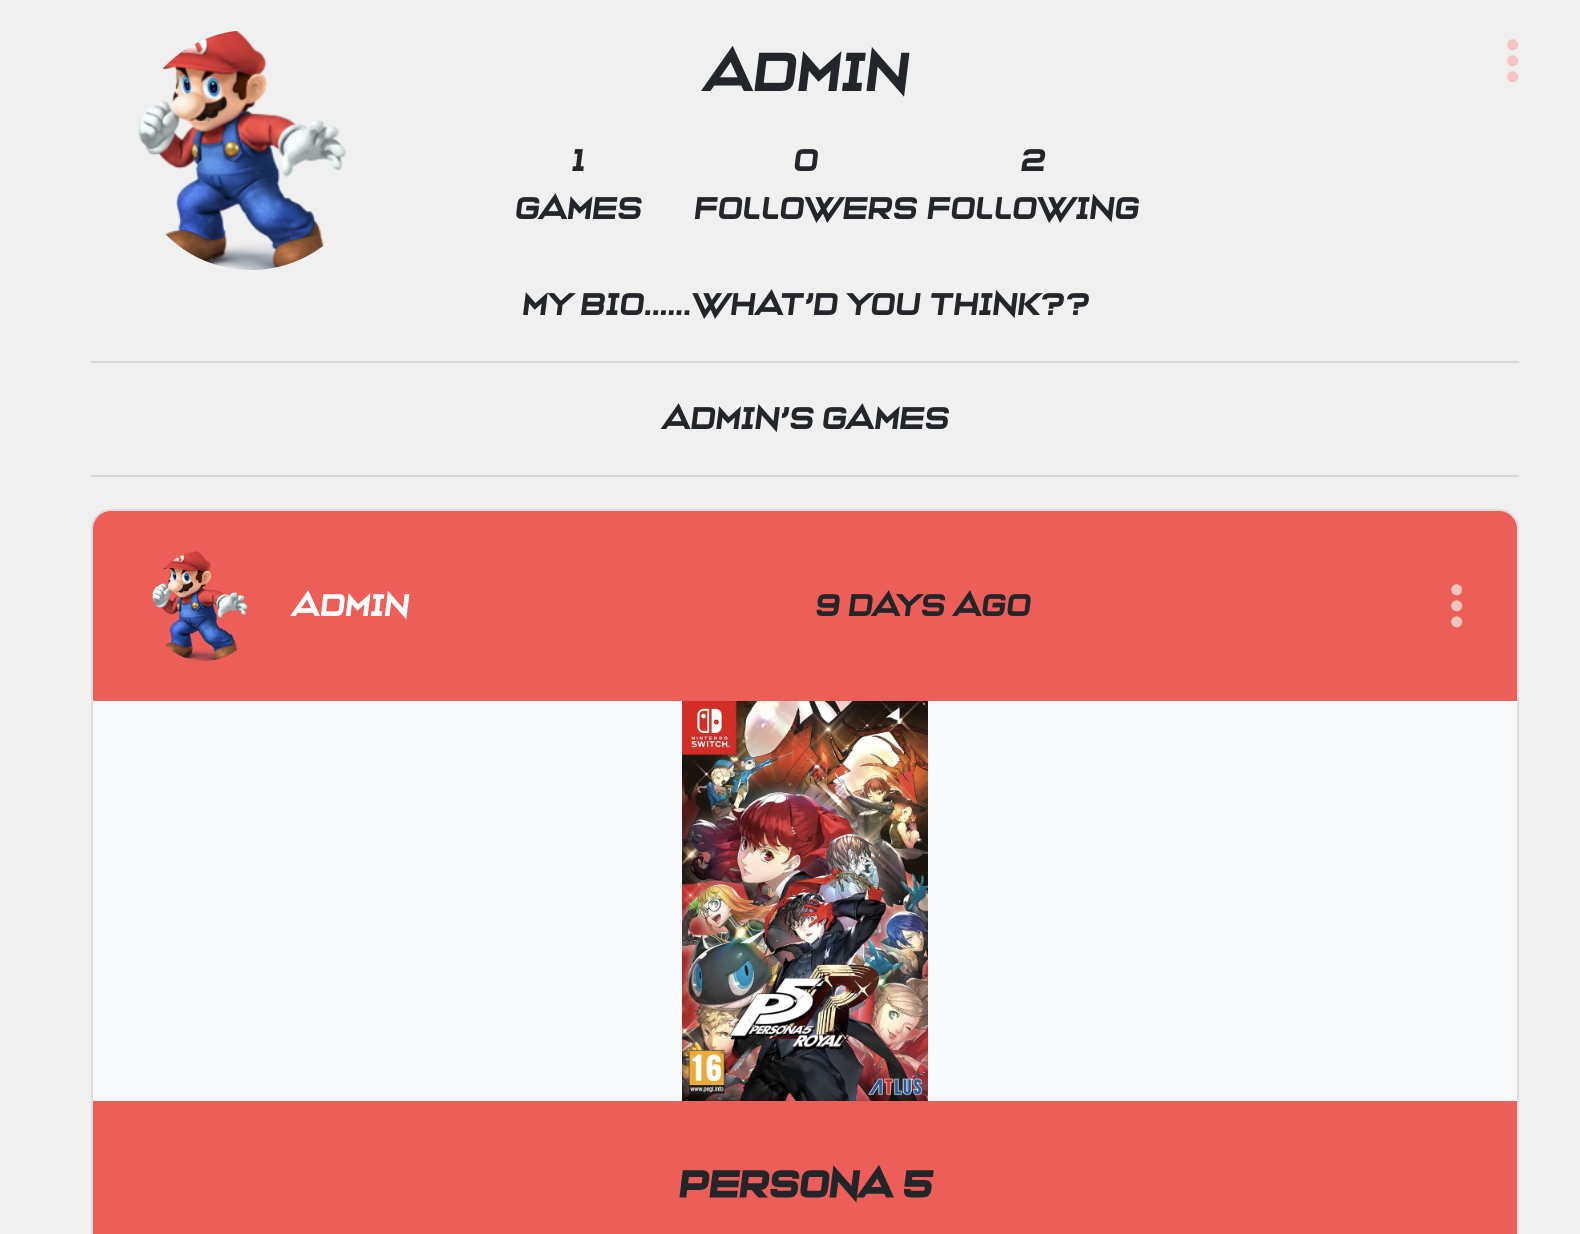 ADMIN
1 0 2
GAMES FOLLOWERS FOLLOWING
MY BIO......WHAT'D YOU THINK??
ADMIN'S GAMES
ADMIN 9 DAYS AGO
NINTENDO
SWITCH.
P5R
PERSONA5
ROYAL
16
www.pegi.info
ATLUS
PERSONA 5